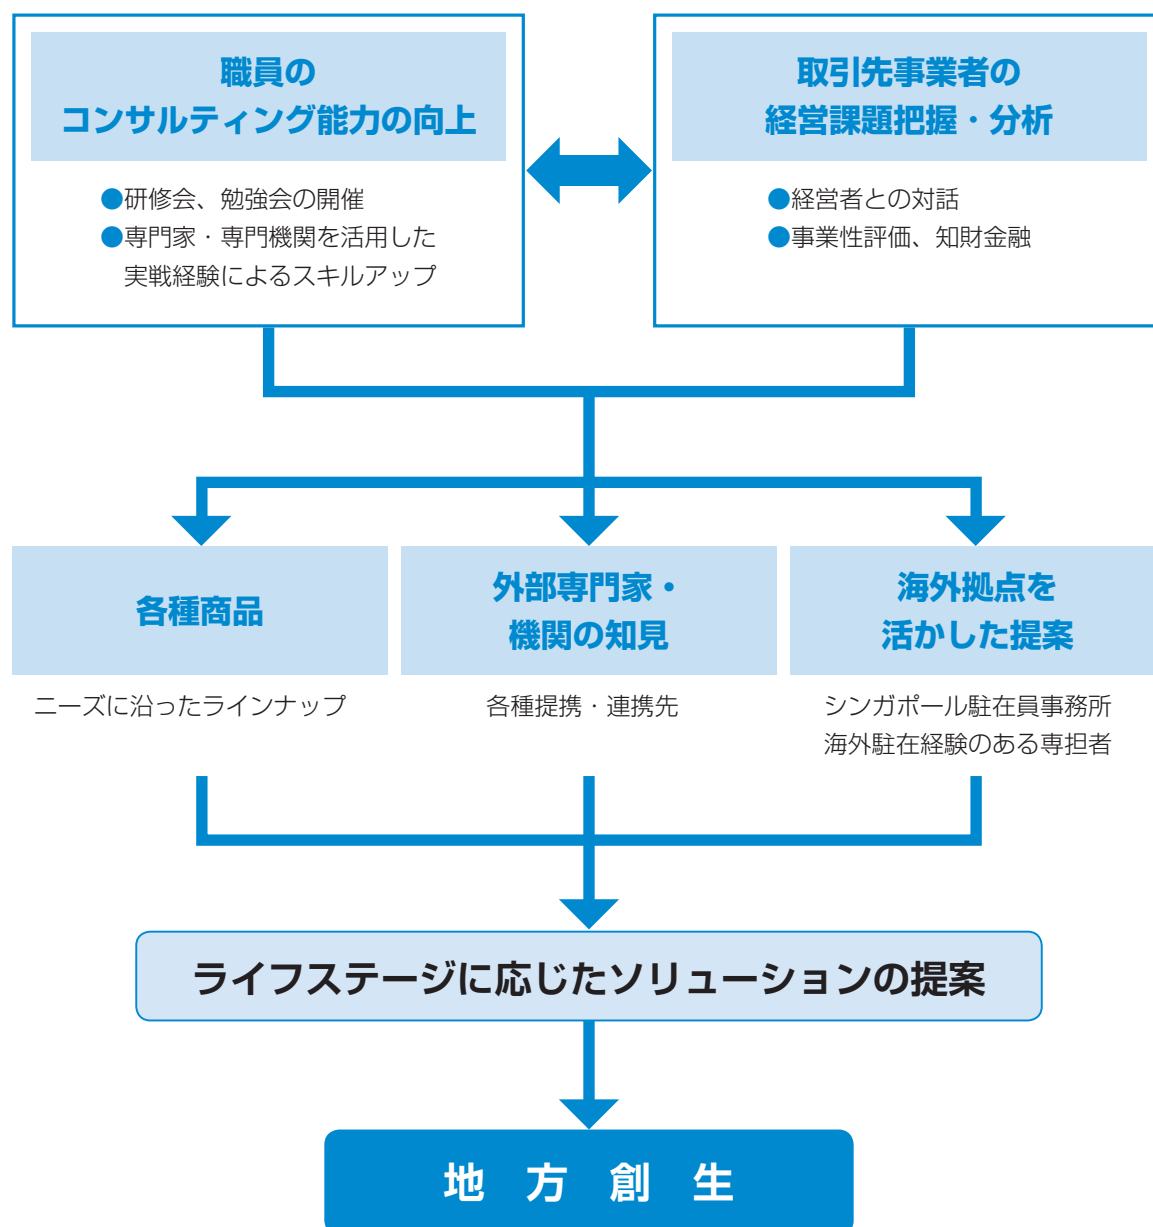 職員の
コンサルティング能力の向上
●研修会、勉強会の開催
●専門家・専門機関を活用した
実戦経験によるスキルアップ
取引先事業者の
経営課題把握・分析
●経営者との対話
●事業性評価、知財金融
各種商品
ニーズに沿ったラインナップ
外部専門家・
機関の知見
各種提携・連携先
海外拠点を
活かした提案
シンガポール駐在員事務所
海外駐在経験のある専担者
ライフステージに応じたソリューションの提案
地方創生